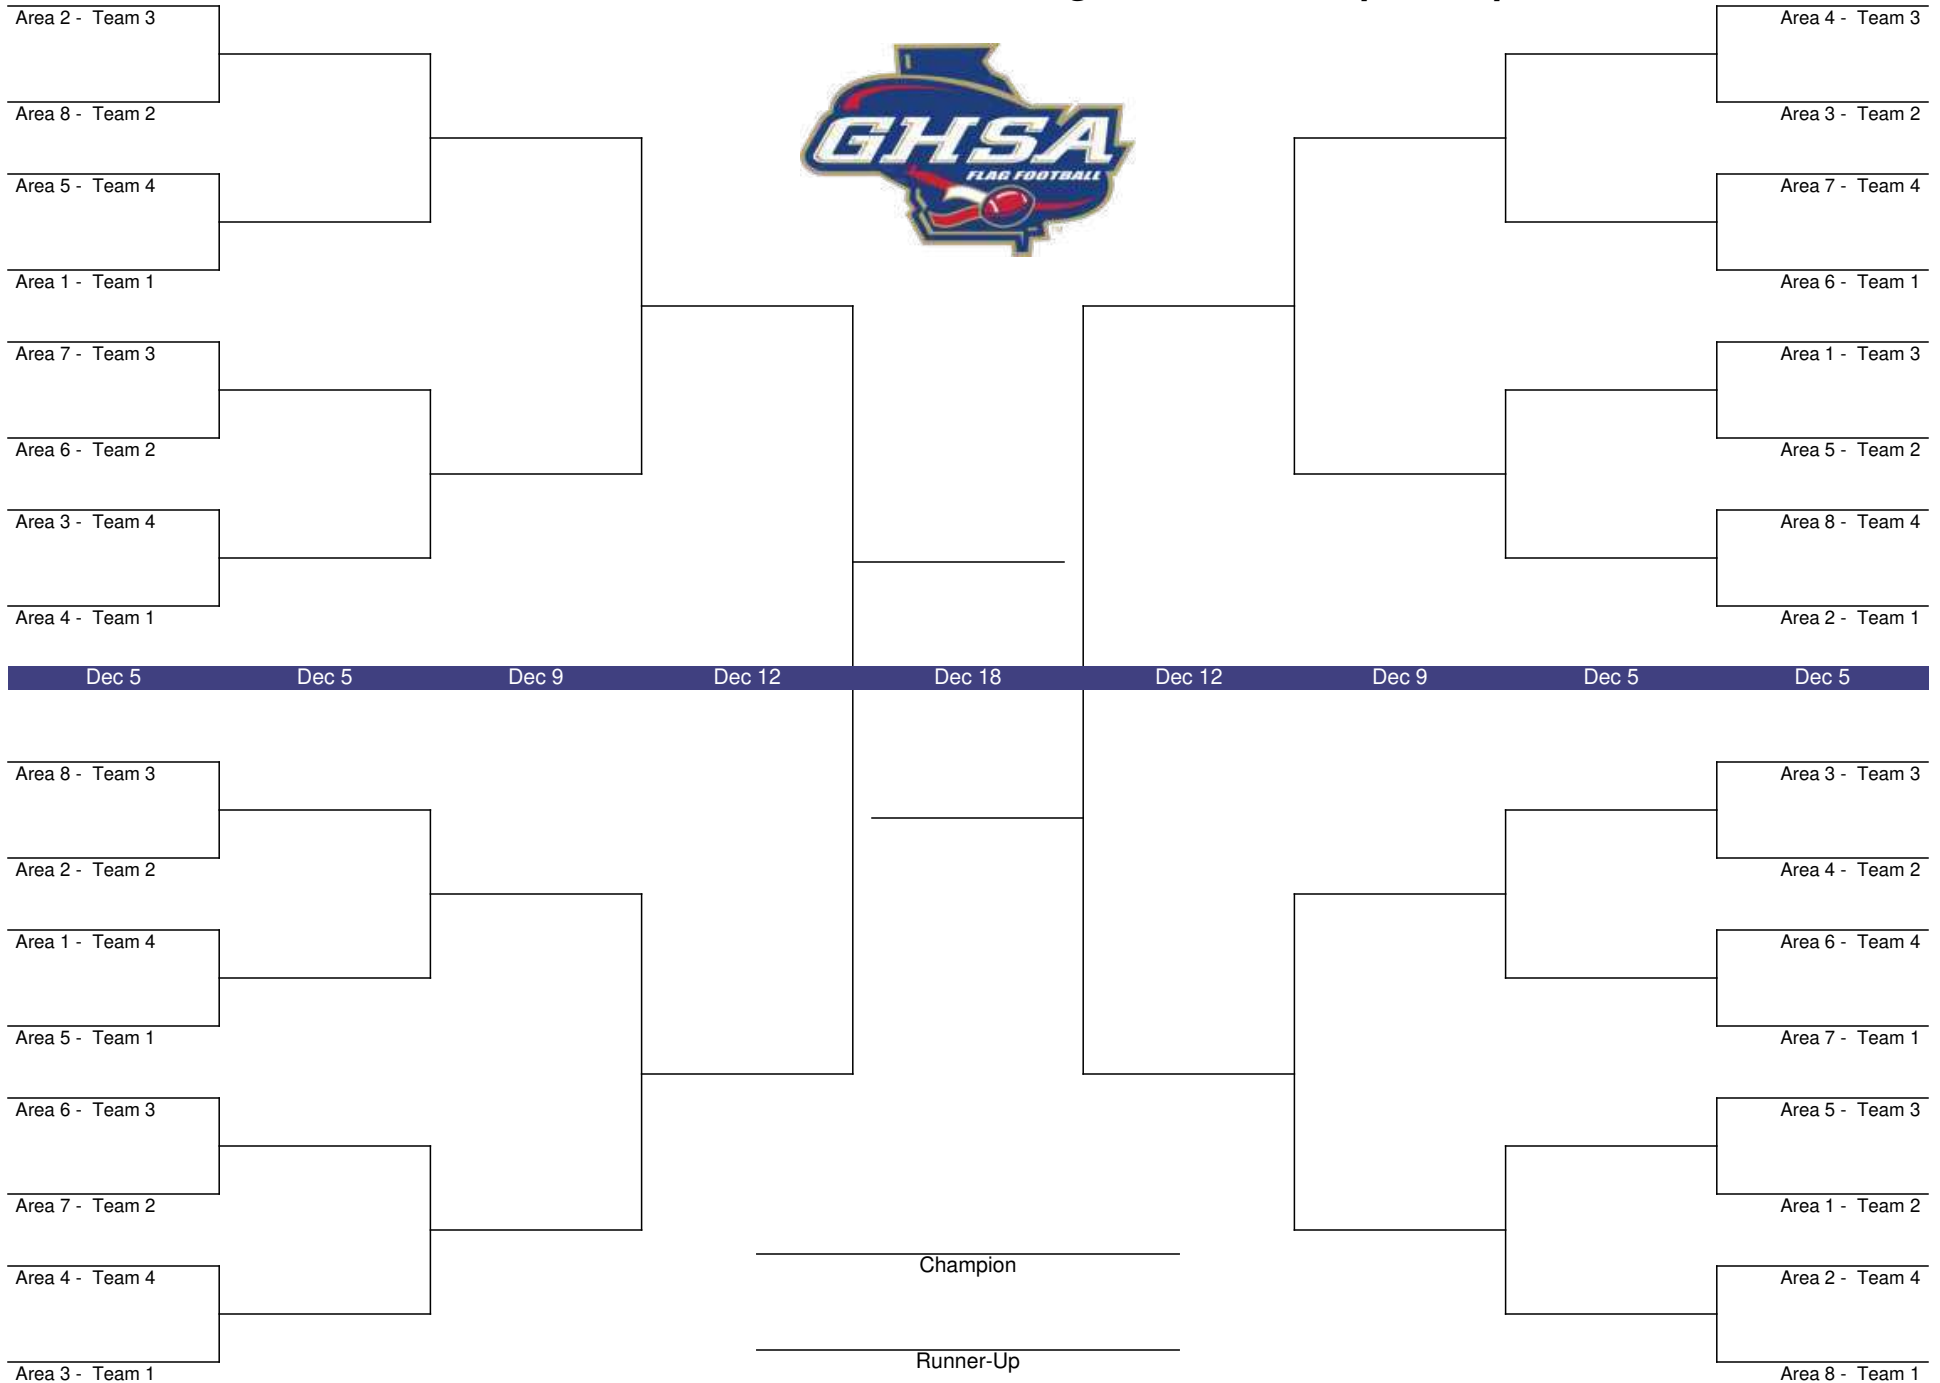 Area 2 - Team 3
Area 8 - Team 2
Area 5 - Team 4
Area 1 - Team 1
Area 7 - Team 3
Area 6 - Team 2
Area 3 - Team 4
Area 4 - Team 1
GHSA
FLAG FOOTBALL
Area 4 - Team 3
Area 3 - Team 2
Area 7 - Team 4
Area 6 - Team 1
Area 1 - Team 3
Area 5 - Team 2
Area 8 - Team 4
Area 2 - Team 1
Dec 5 Dec 5 Dec 9 Dec 12 Dec 18 Dec 12 Dec 9 Dec 5 Dec 5
Area 8 - Team 3
Area 2 - Team 2
Area 1 - Team 4
Area 5 - Team 1
Area 6 - Team 3
Area 7 - Team 2
Area 4 - Team 4
Area 3 - Team 1
Champion
Runner-Up
Area 3 - Team 3
Area 4 - Team 2
Area 6 - Team 4
Area 7 - Team 1
Area 5 - Team 3
Area 1 - Team 2
Area 2 - Team 4
Area 8 - Team 1